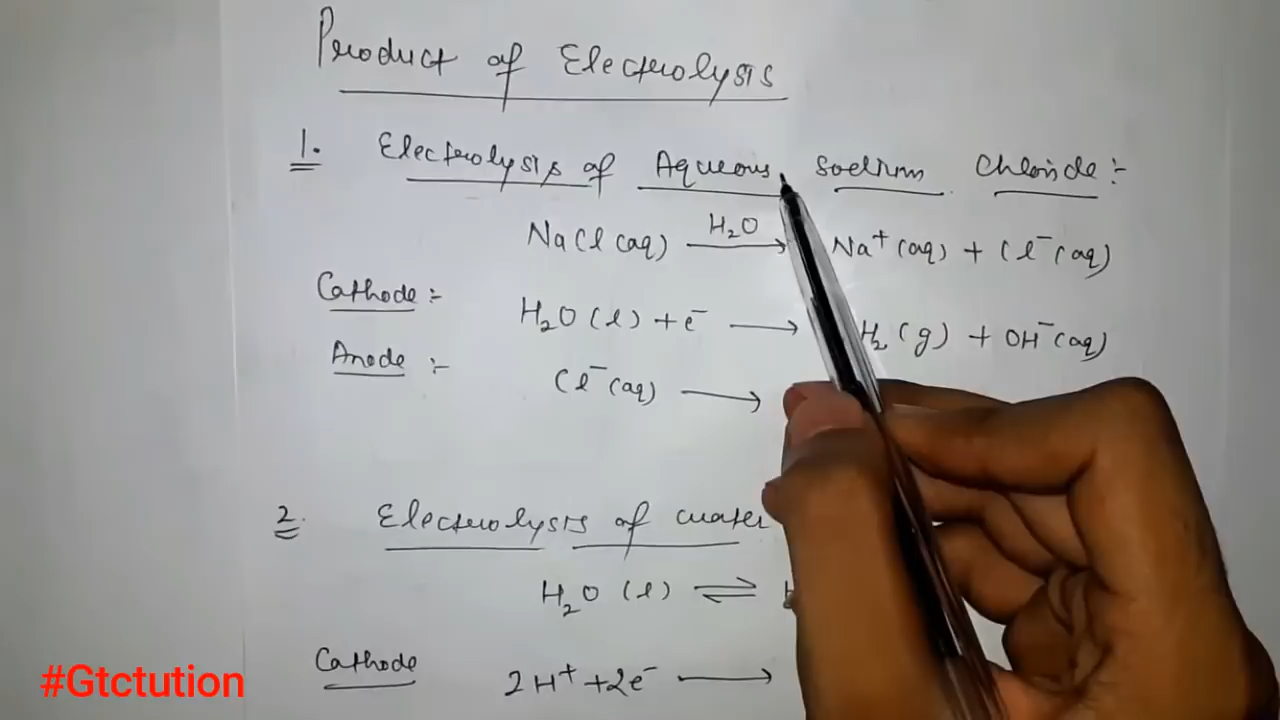 Product of Electrolysis
1. Electrolysis of Aqueous Sodium Chloride :-
NaCl (aq) H₂O → Na⁺ (aq) + Cl⁻ (aq)
Cathode :- H₂O (l) + e⁻ → H₂ (g) + OH⁻ (aq)
Anode :- Cl⁻ (aq) →
2. Electrolysis of water
H₂O (l) ⇌
Cathode 2H⁺ + 2e⁻ →
#Gtctution